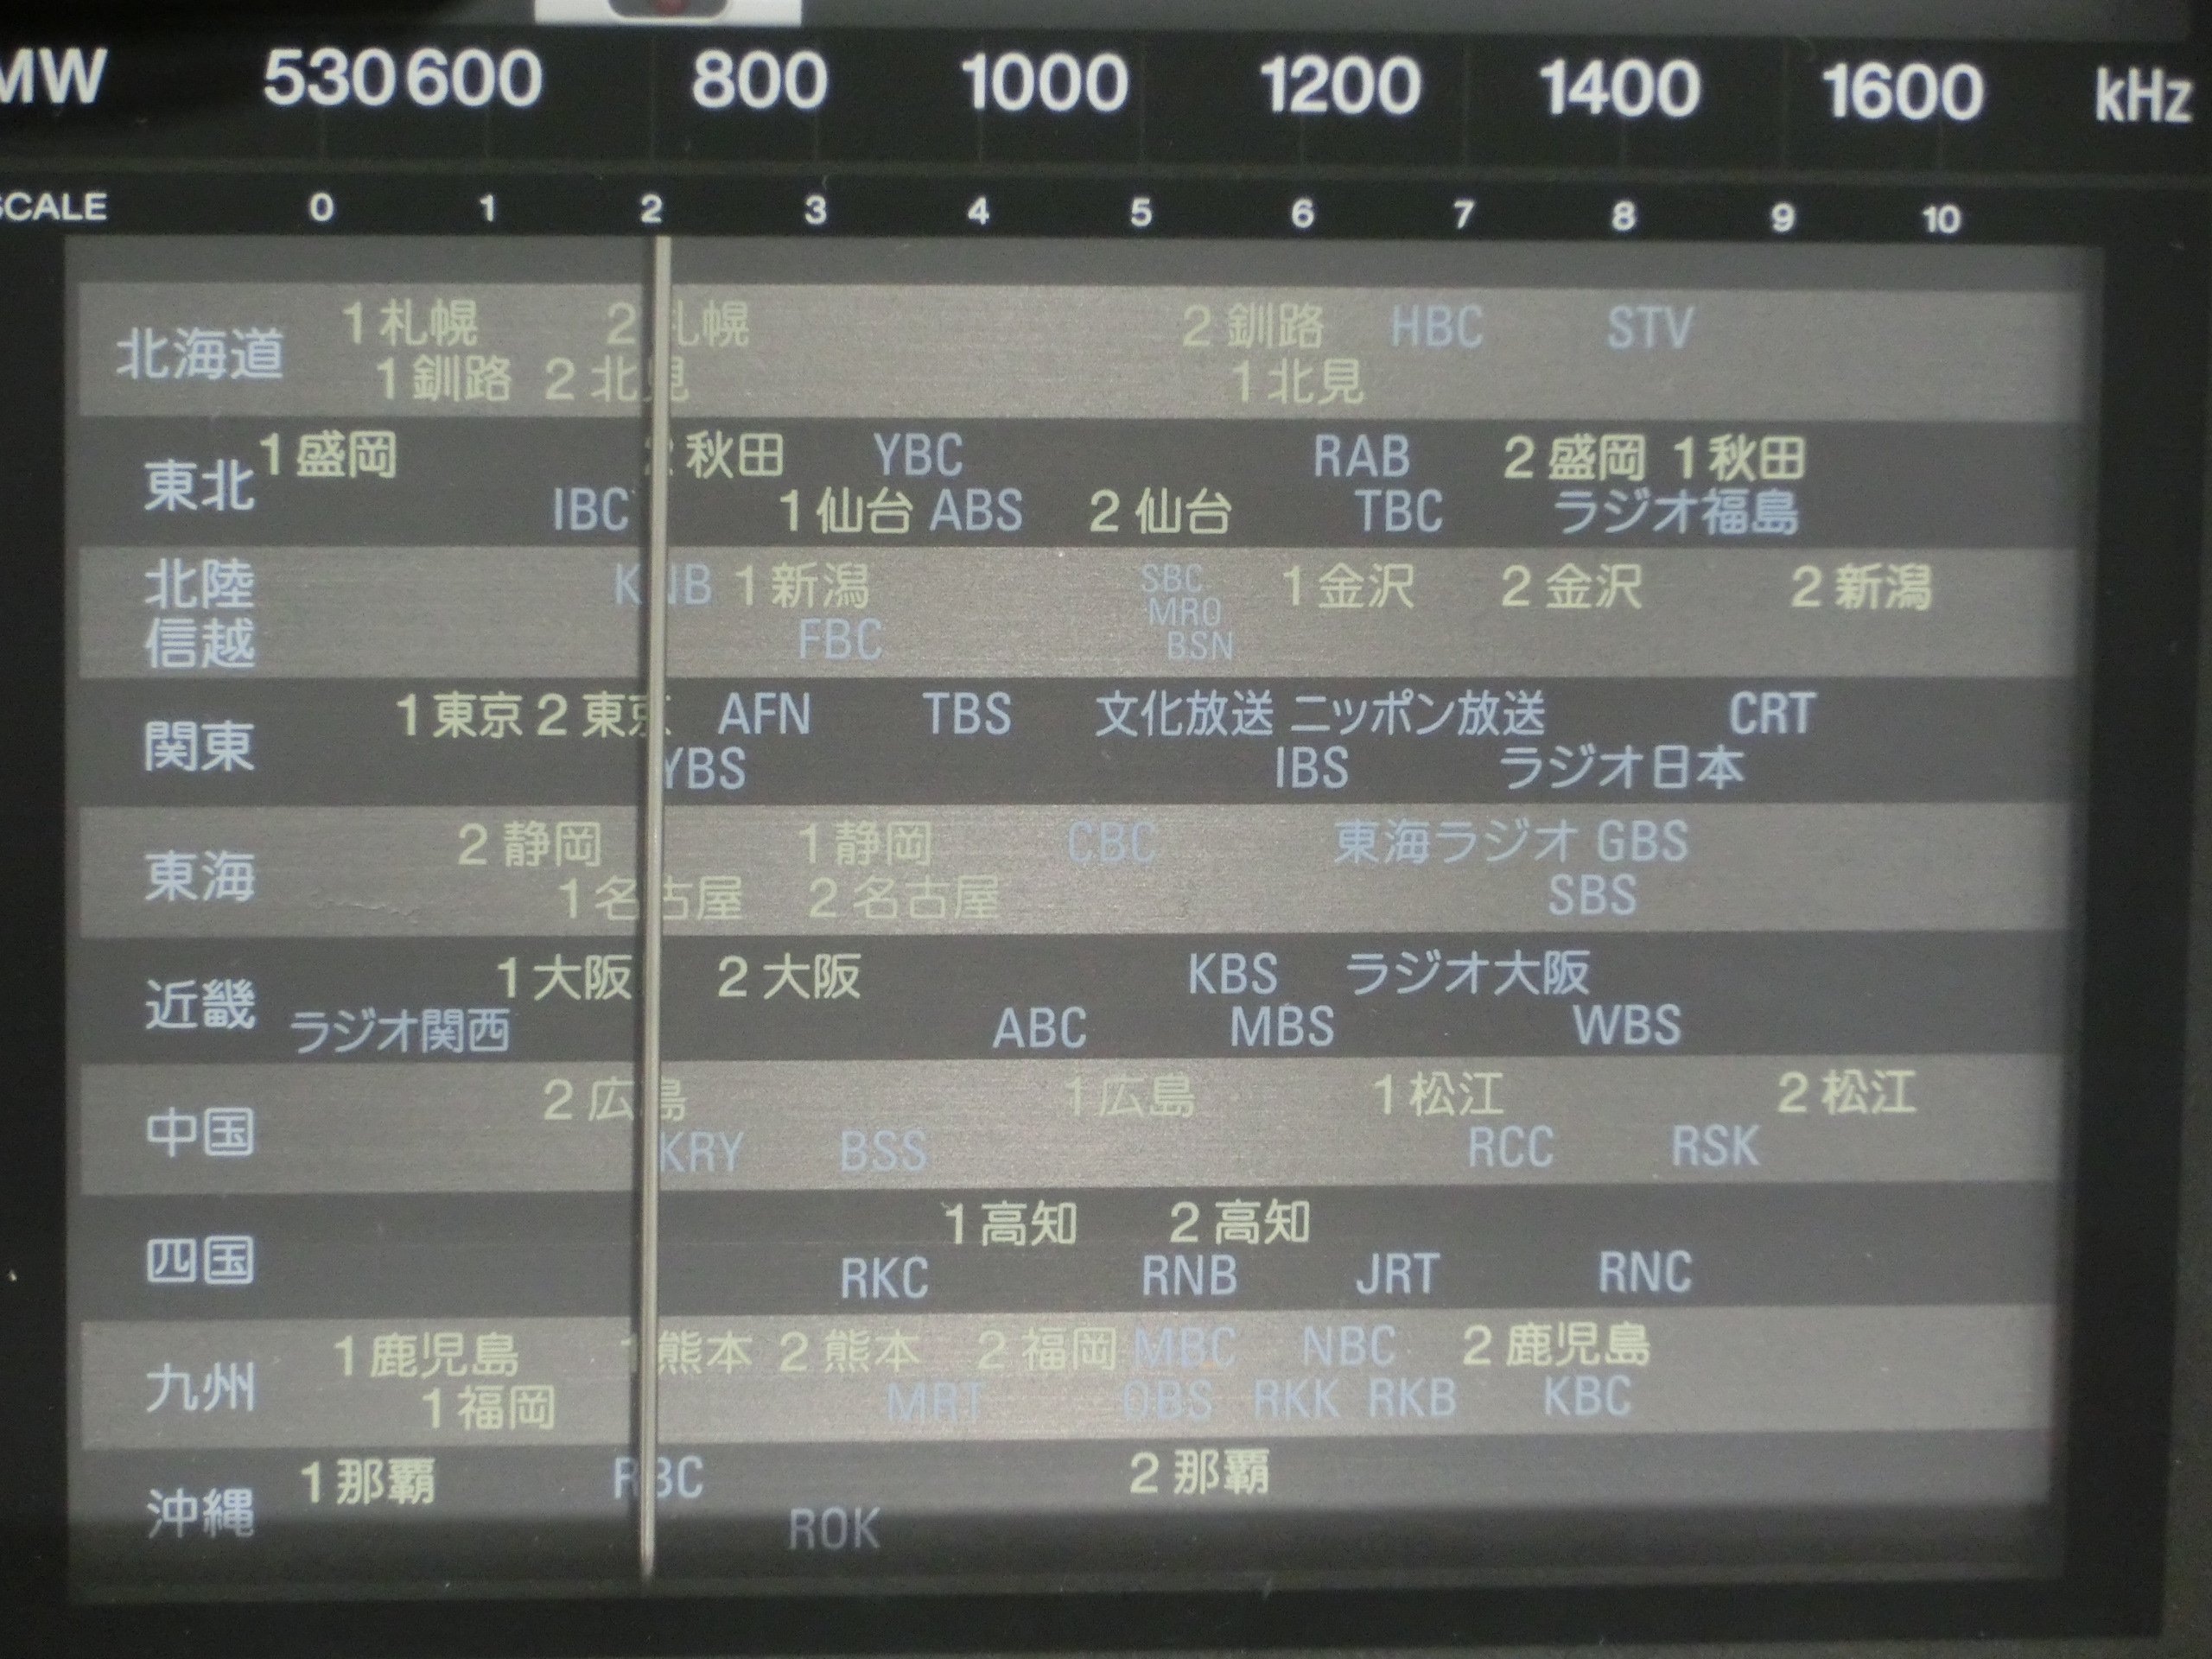 MW 530 600 800 1000 1200 1400 1600 kHz
SCALE 0 1 2 3 4 5 6 7 8 9 10
北海道
1 札幌 2 札幌 2 釧路 HBC STV
1 釧路 2 北見 1 北見
東北
1 盛岡 2 秋田 YBC RAB 2 盛岡 1 秋田
IBC 1 仙台 ABS 2 仙台 TBC ラジオ福島
北陸
信越
KNB 1 新潟 SBC 1 金沢 2 金沢 2 新潟
MRO
FBC BSN
関東
1 東京 2 東京 AFN TBS 文化放送 ニッポン放送 CRT
YBS IBS ラジオ日本
東海
2 静岡 1 静岡 CBC 東海ラジオ GBS
1 名古屋 2 名古屋 SBS
近畿
1 大阪 2 大阪 KBS ラジオ大阪
ラジオ関西 ABC MBS WBS
中国
2 広島 1 広島 1 松江 2 松江
KRY BSS RCC RSK
四国
1 高知 2 高知
RKC RNB JRT RNC
九州
1 鹿児島 1 熊本 2 熊本 2 福岡 MBC NBC 2 鹿児島
1 福岡 MRT OBS RKK RKB KBC
沖縄
1 那覇 RBC 2 那覇
ROK